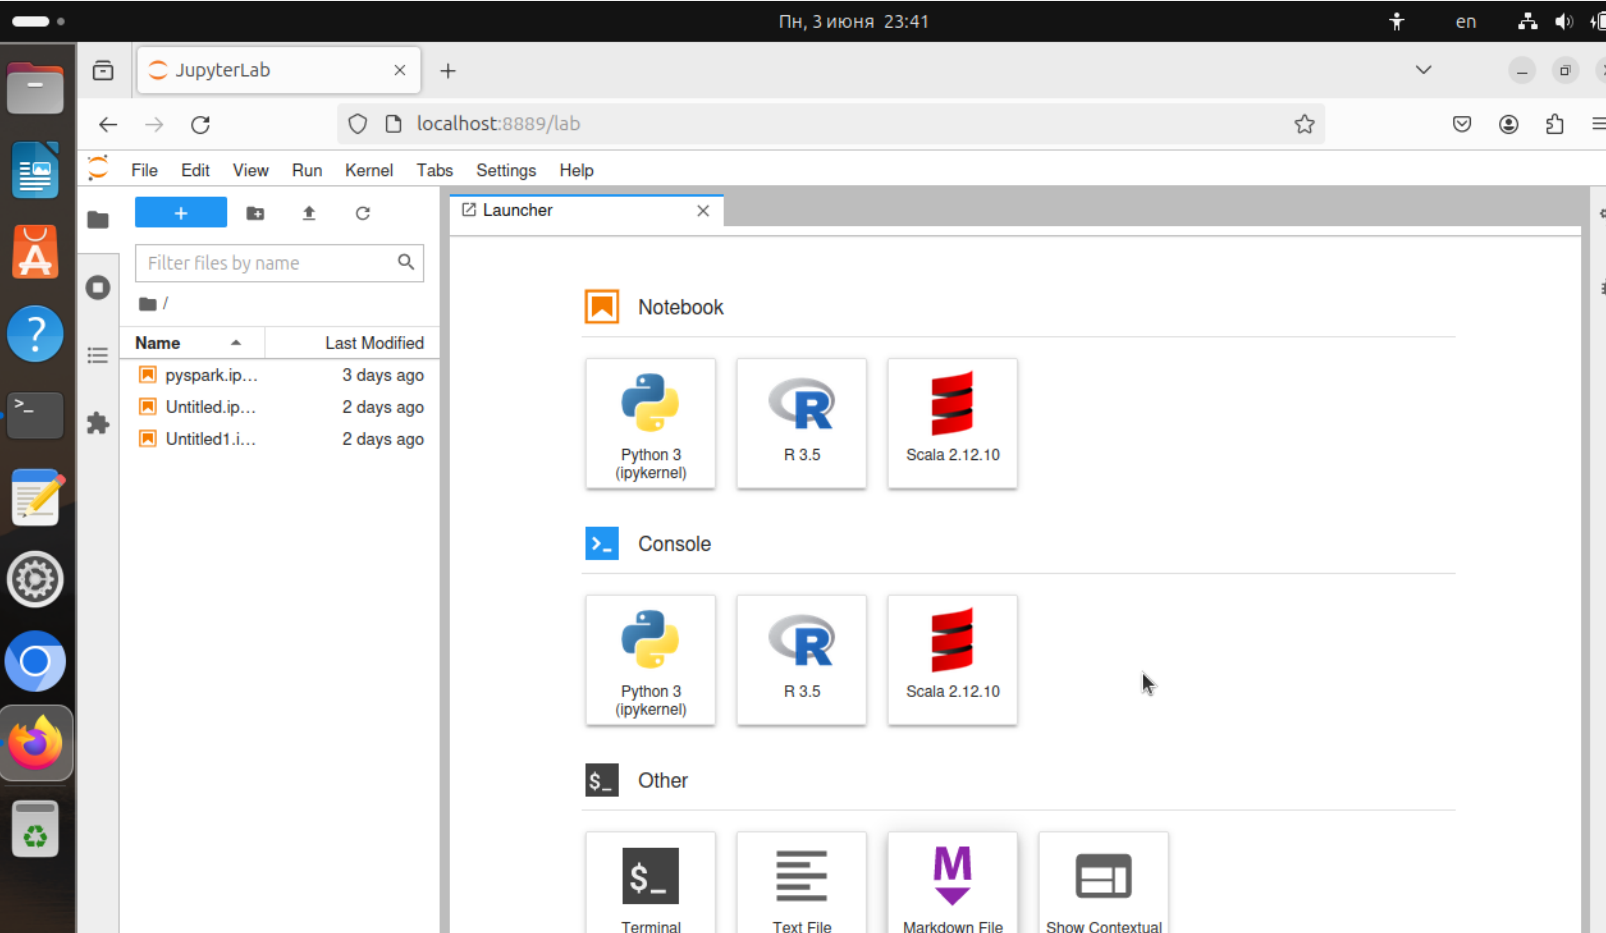 Пн, 3 июня 23:41
en
JupyterLab
localhost:8889/lab
File Edit View Run Kernel Tabs Settings Help
+
Launcher
Filter files by name
/
Name Last Modified
pyspark.ip... 3 days ago
Untitled.ip... 2 days ago
Untitled1.i... 2 days ago
Notebook
Python 3
(ipykernel)
R 3.5
Scala 2.12.10
Console
Python 3
(ipykernel)
R 3.5
Scala 2.12.10
$_ Other
$_
Terminal
Text File
M
Markdown File
Show Contextual